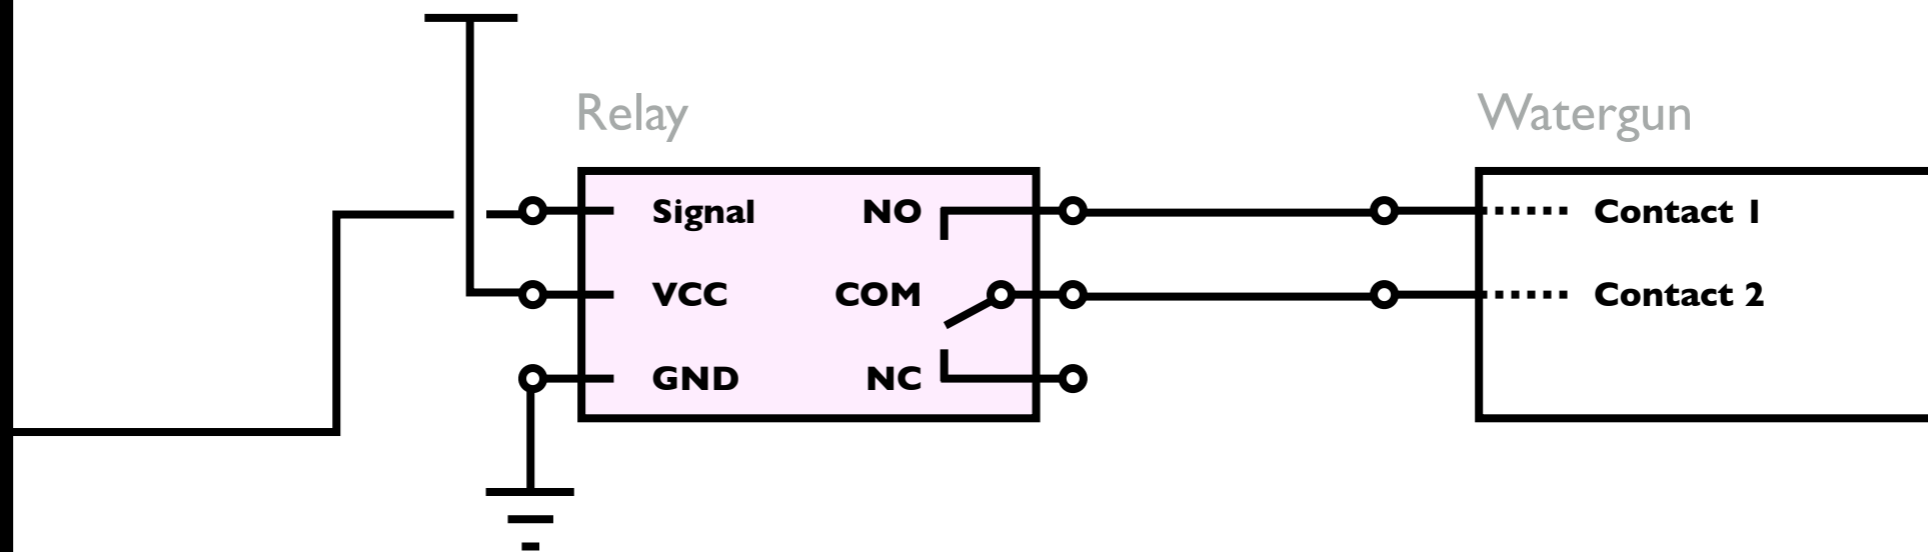 Relay
Watergun
Signal NO
VCC COM
GND NC
Contact 1
Contact 2